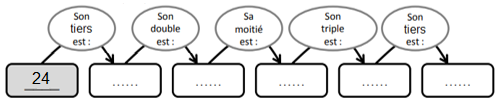 Son
tiers
est :
Son
double
est :
Sa
moitié
est :
Son
triple
est :
Son
tiers
est :
24
......
......
......
......
......